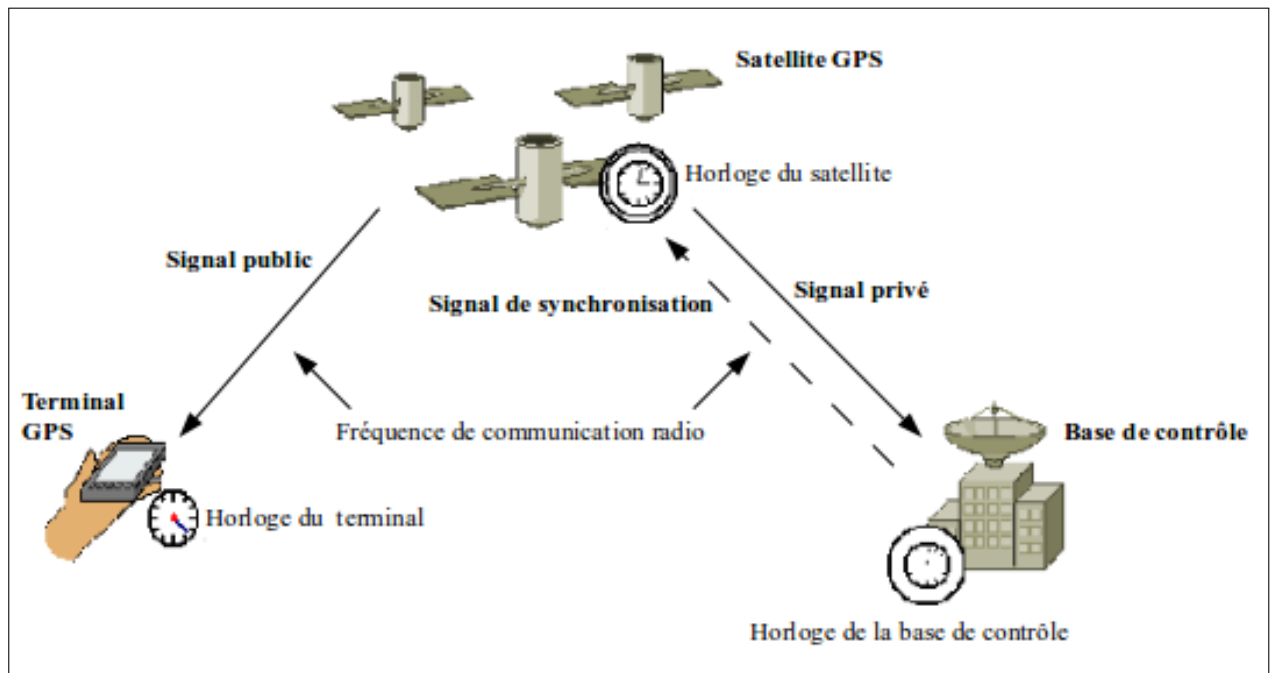 Satellite GPS
Horloge du satellite
Signal public
Signal de synchronisation
Signal privé
Terminal
GPS
Fréquence de communication radio
Base de contrôle
Horloge du terminal
Horloge de la base de contrôle